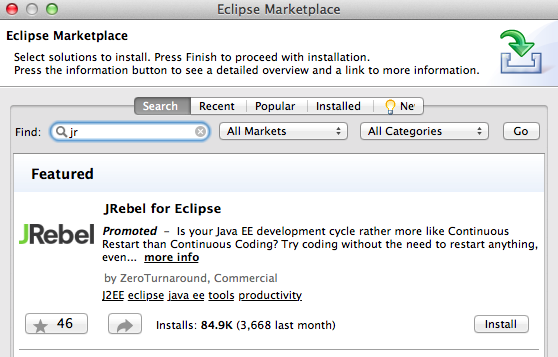 Eclipse Marketplace
Eclipse Marketplace
Select solutions to install. Press Finish to proceed with installation.
Press the information button to see a detailed overview and a link to more information.
Search Recent Popular Installed Ne
Find: jr All Markets All Categories Go
Featured
JRebel for Eclipse
JRebel
Promoted – Is your Java EE development cycle rather more like Continuous
Restart than Continuous Coding? Try coding without the need to restart anything,
even... more info
by ZeroTurnaround, Commercial
J2EE eclipse java ee tools productivity
46 Installs: 84.9K (3,668 last month) Install